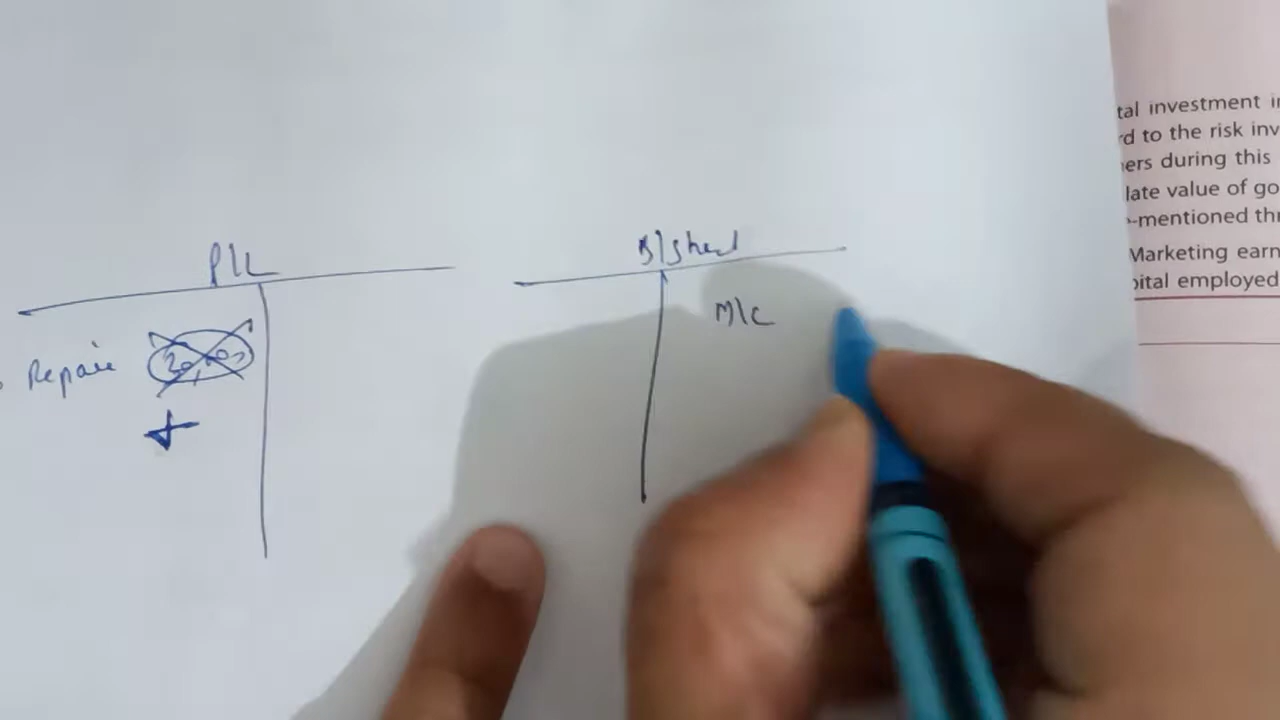 P/L
Repair
+
B/Sheet
M/c
tal investment i
d to the risk inv
ers during this
late value of go
-mentioned th
Marketing earn
pital employed